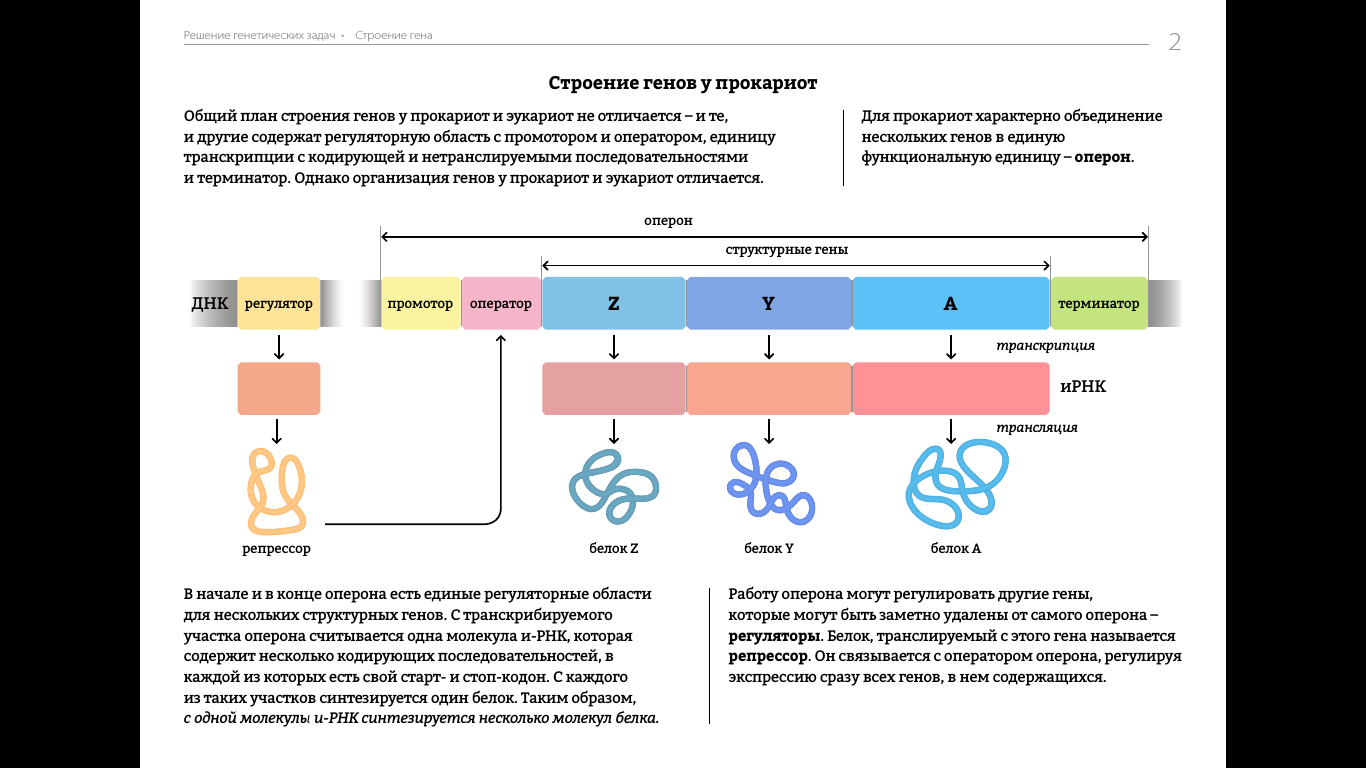 Решение генетических задач • Строение гена
2
Строение генов у прокариот
Общий план строения генов у прокариот и эукариот не отличается – и те,
и другие содержат регуляторную область с промотором и оператором, единицу
транскрипции с кодирующей и нетранслируемыми последовательностями
и терминатор. Однако организация генов у прокариот и эукариот отличается.
Для прокариот характерно объединение
нескольких генов в единую
функциональную единицу – оперон.
оперон
структурные гены
ДНК регулятор промотор оператор Z Y A терминатор
транскрипция
иРНК
трансляция
репрессор белок Z белок Y белок A
В начале и в конце оперона есть единые регуляторные области
для нескольких структурных генов. С транскрибируемого
участка оперона считывается одна молекула и-РНК, которая
содержит несколько кодирующих последовательностей, в
каждой из которых есть свой старт- и стоп-кодон. С каждого
из таких участков синтезируется один белок. Таким образом,
с одной молекулы и-РНК синтезируется несколько молекул белка.
Работу оперона могут регулировать другие гены,
которые могут быть заметно удалены от самого оперона –
регуляторы. Белок, транслируемый с этого гена называется
репрессор. Он связывается с оператором оперона, регулируя
экспрессию сразу всех генов, в нем содержащихся.